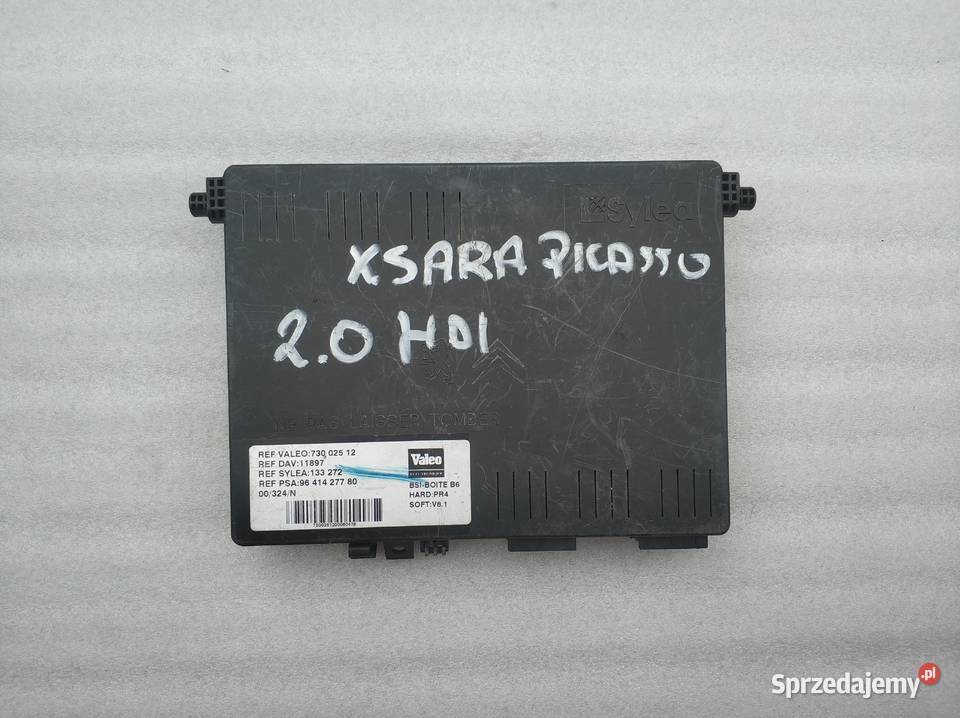 Sylea
XSARA PICASSO
2.0 HDI
NE PAS LAISSER TOMBER
REF VALEO:730 025 12
REF DAV:11897
REF SYLEA:133 272
REF PSA:96 414 277 80
00/324/N
Valeo
BSI-BOITE B6
HARD:PR4
SOFT:V6.1
Sprzedajemy.pl